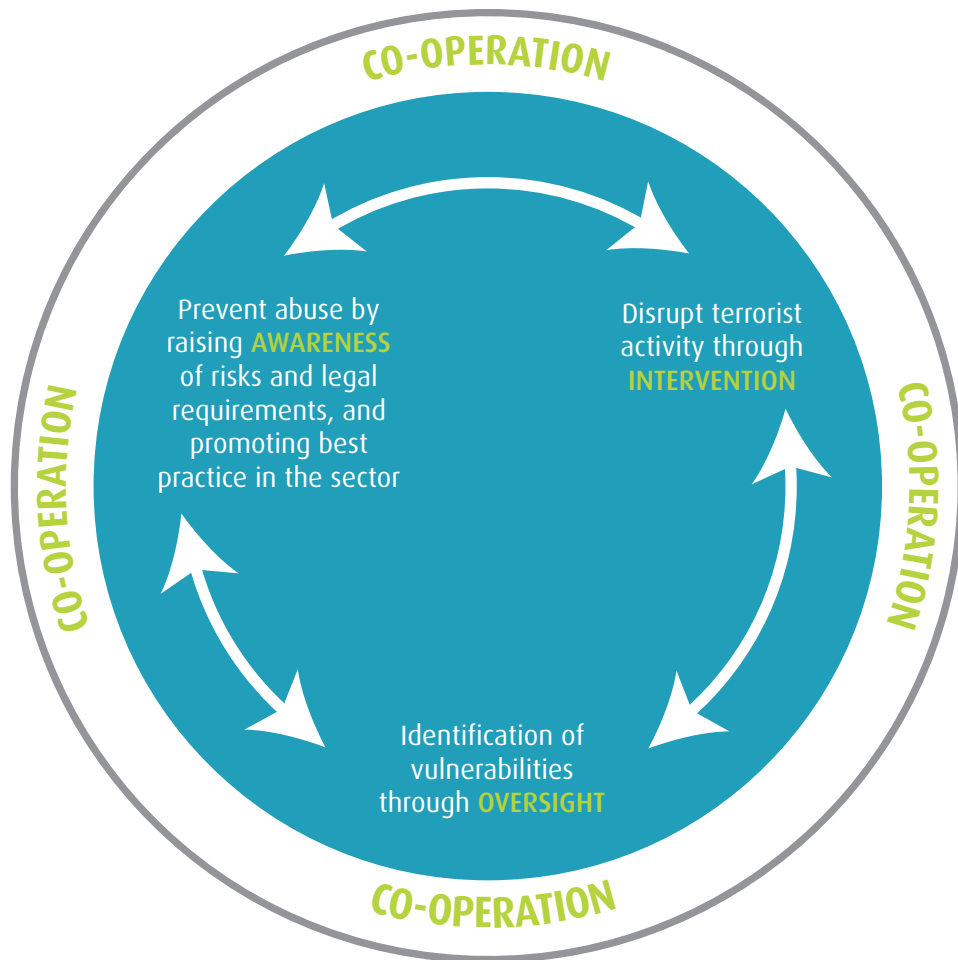 CO-OPERATION
Prevent abuse by
raising AWARENESS
of risks and legal
requirements, and
promoting best
practice in the sector
Disrupt terrorist
activity through
INTERVENTION
CO-OPERATION
CO-OPERATION
Identification of
vulnerabilities
through OVERSIGHT
CO-OPERATION